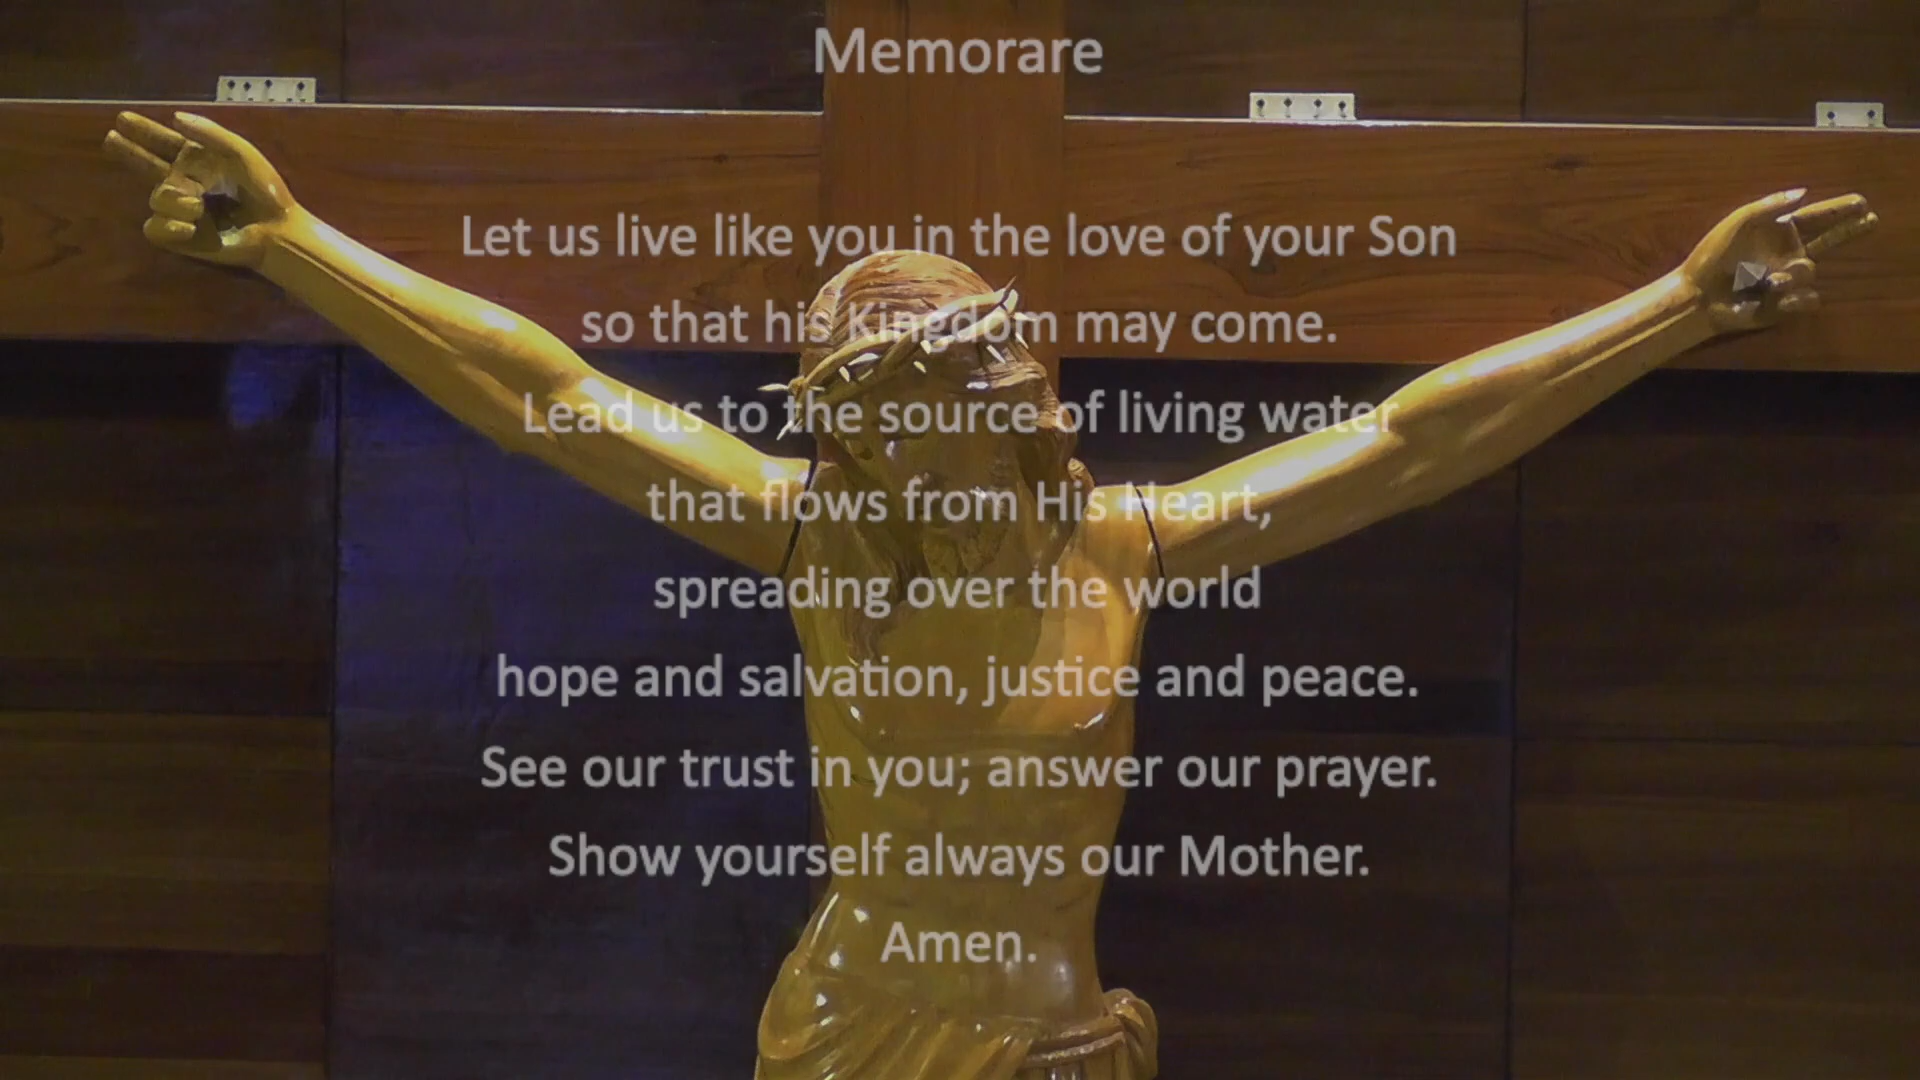 Memorare
Let us live like you in the love of your Son
so that his Kingdom may come.
Lead us to the source of living water
that flows from His Heart,
spreading over the world
hope and salvation, justice and peace.
See our trust in you; answer our prayer.
Show yourself always our Mother.
Amen.